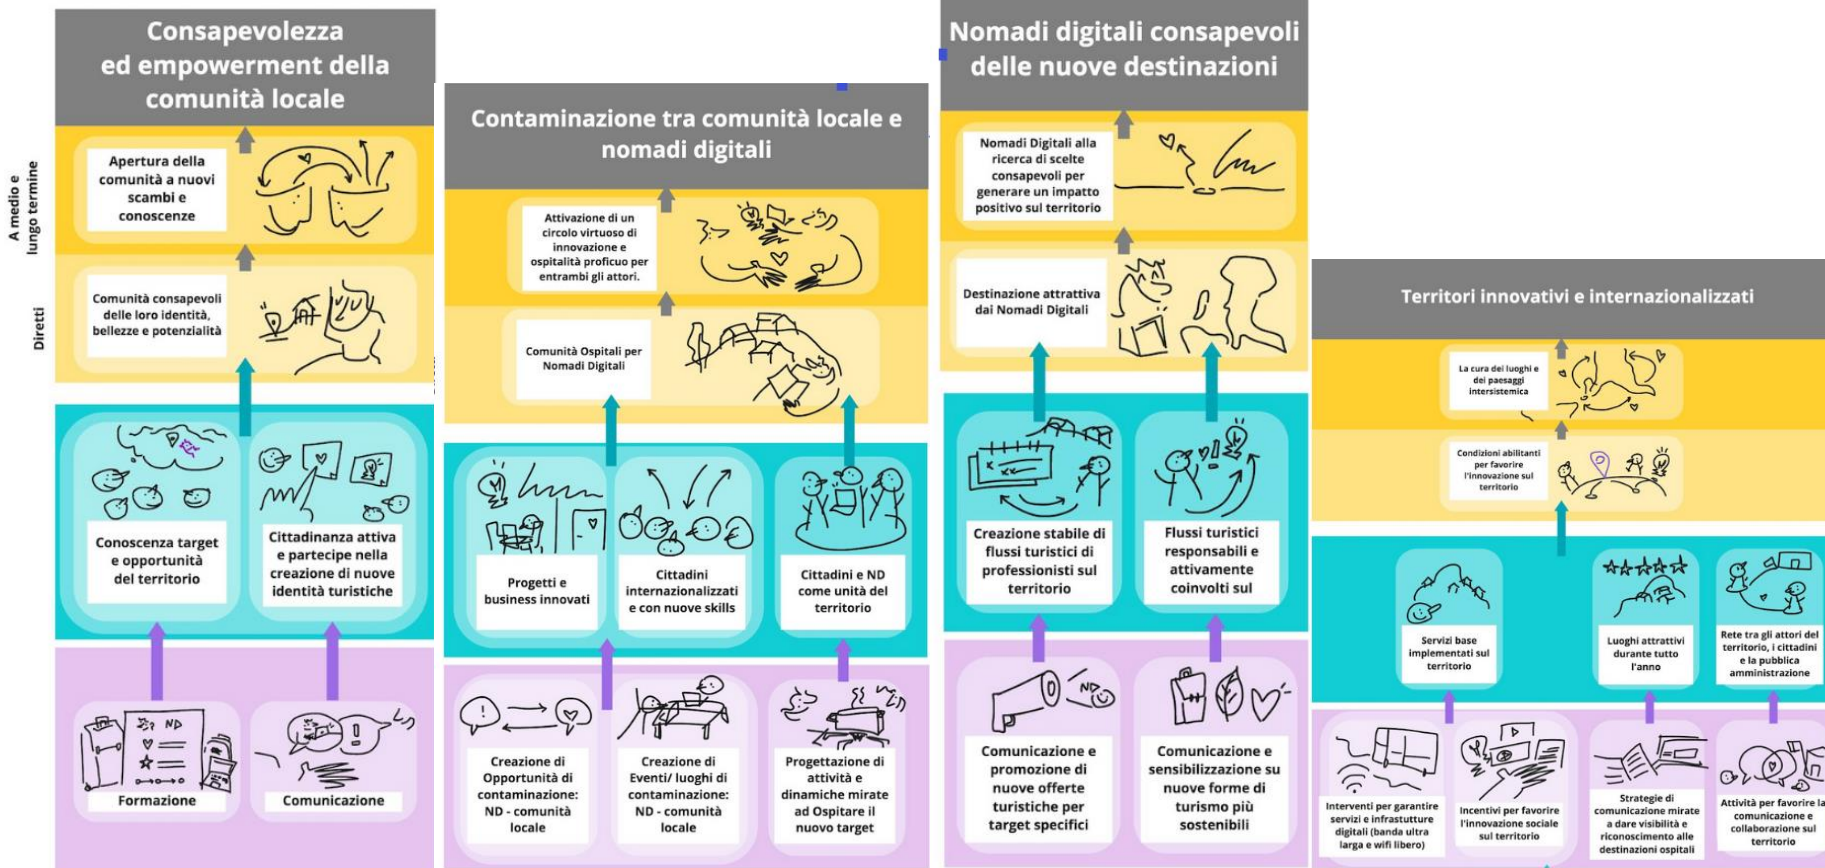 A medio e
lungo termine
Diretti
Consapevolezza
ed empowerment della
comunità locale
Apertura della
comunità a nuovi
scambi e
conoscenze
Comunità consapevoli
delle loro identità,
bellezze e potenzialità
Conoscenza target
e opportunità
del territorio
Cittadinanza attiva
e partecipe nella
creazione di nuove
identità turistiche
ND
Formazione
Comunicazione
Contaminazione tra comunità locale e
nomadi digitali
Attivazione di un
circolo virtuoso di
innovazione e
ospitalità proficuo per
entrambi gli attori.
Comunità Ospitali per
Nomadi Digitali
Progetti e
business innovati
Cittadini
internazionalizzati
e con nuove skills
Cittadini e ND
come unità del
territorio
Creazione di
Opportunità di
contaminazione:
ND - comunità
locale
Creazione di
Eventi/ luoghi di
contaminazione:
ND - comunità
locale
Progettazione di
attività e
dinamiche mirate
ad Ospitare il
nuovo target
Nomadi digitali consapevoli
delle nuove destinazioni
Nomadi Digitali alla
ricerca di scelte
consapevoli per
generare un impatto
positivo sul territorio
Destinazione attrattiva
dai Nomadi Digitali
Creazione stabile di
flussi turistici di
professionisti sul
territorio
Flussi turistici
responsabili e
attivamente
coinvolti sul
ND
Comunicazione e
promozione di
nuove offerte
turistiche per
target specifici
Comunicazione e
sensibilizzazione su
nuove forme di
turismo più
sostenibili
Territori innovativi e internazionalizzati
La cura dei luoghi e
dei paesaggi
intersistemica
Condizioni abilitanti
per favorire
l'innovazione sul
territorio
Servizi base
implementati sul
territorio
Luoghi attrattivi
durante tutto
l'anno
Rete tra gli attori del
territorio, i cittadini
e la pubblica
amministrazione
Interventi per garantire
servizi e infrastutture
digitali (banda ultra
larga e wifi libero)
Incentivi per favorire
l'innovazione sociale
sul territorio
Strategie di
comunicazione mirate
a dare visibilità e
riconoscimento alle
destinazioni ospitali
Attività per favorire la
comunicazione e
collaborazione sul
territorio